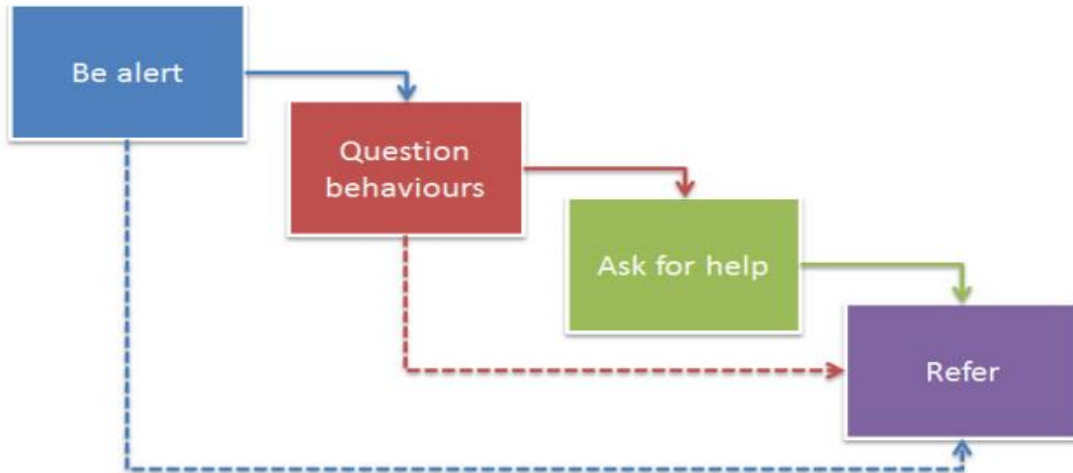 Be alert
Question
behaviours
Ask for help
Refer